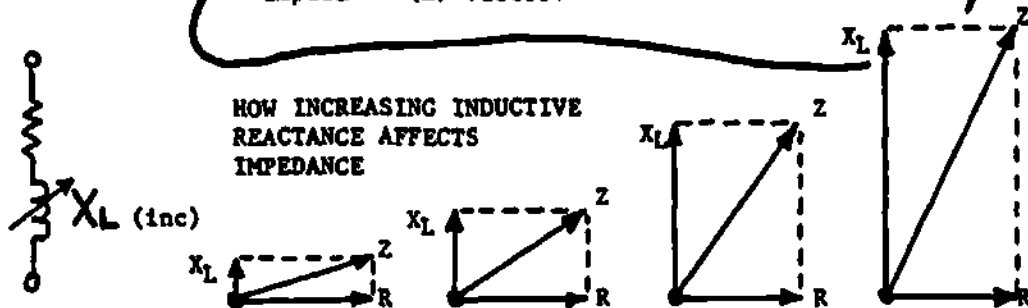 (Z)
HOW INCREASING INDUCTIVE
REACTANCE AFFECTS
IMPEDANCE
XL (inc)
XL Z R
XL Z R
XL Z R
XL Z R